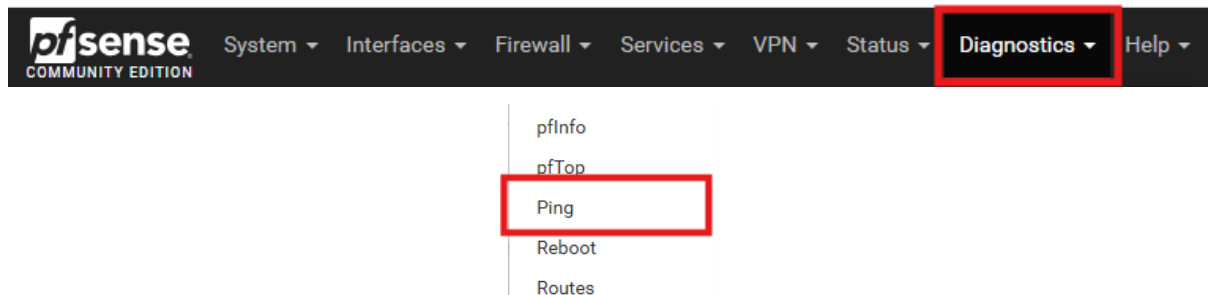 pfsense
COMMUNITY EDITION
System Interfaces Firewall Services VPN Status Diagnostics Help
pfInfo
pfTop
Ping
Reboot
Routes